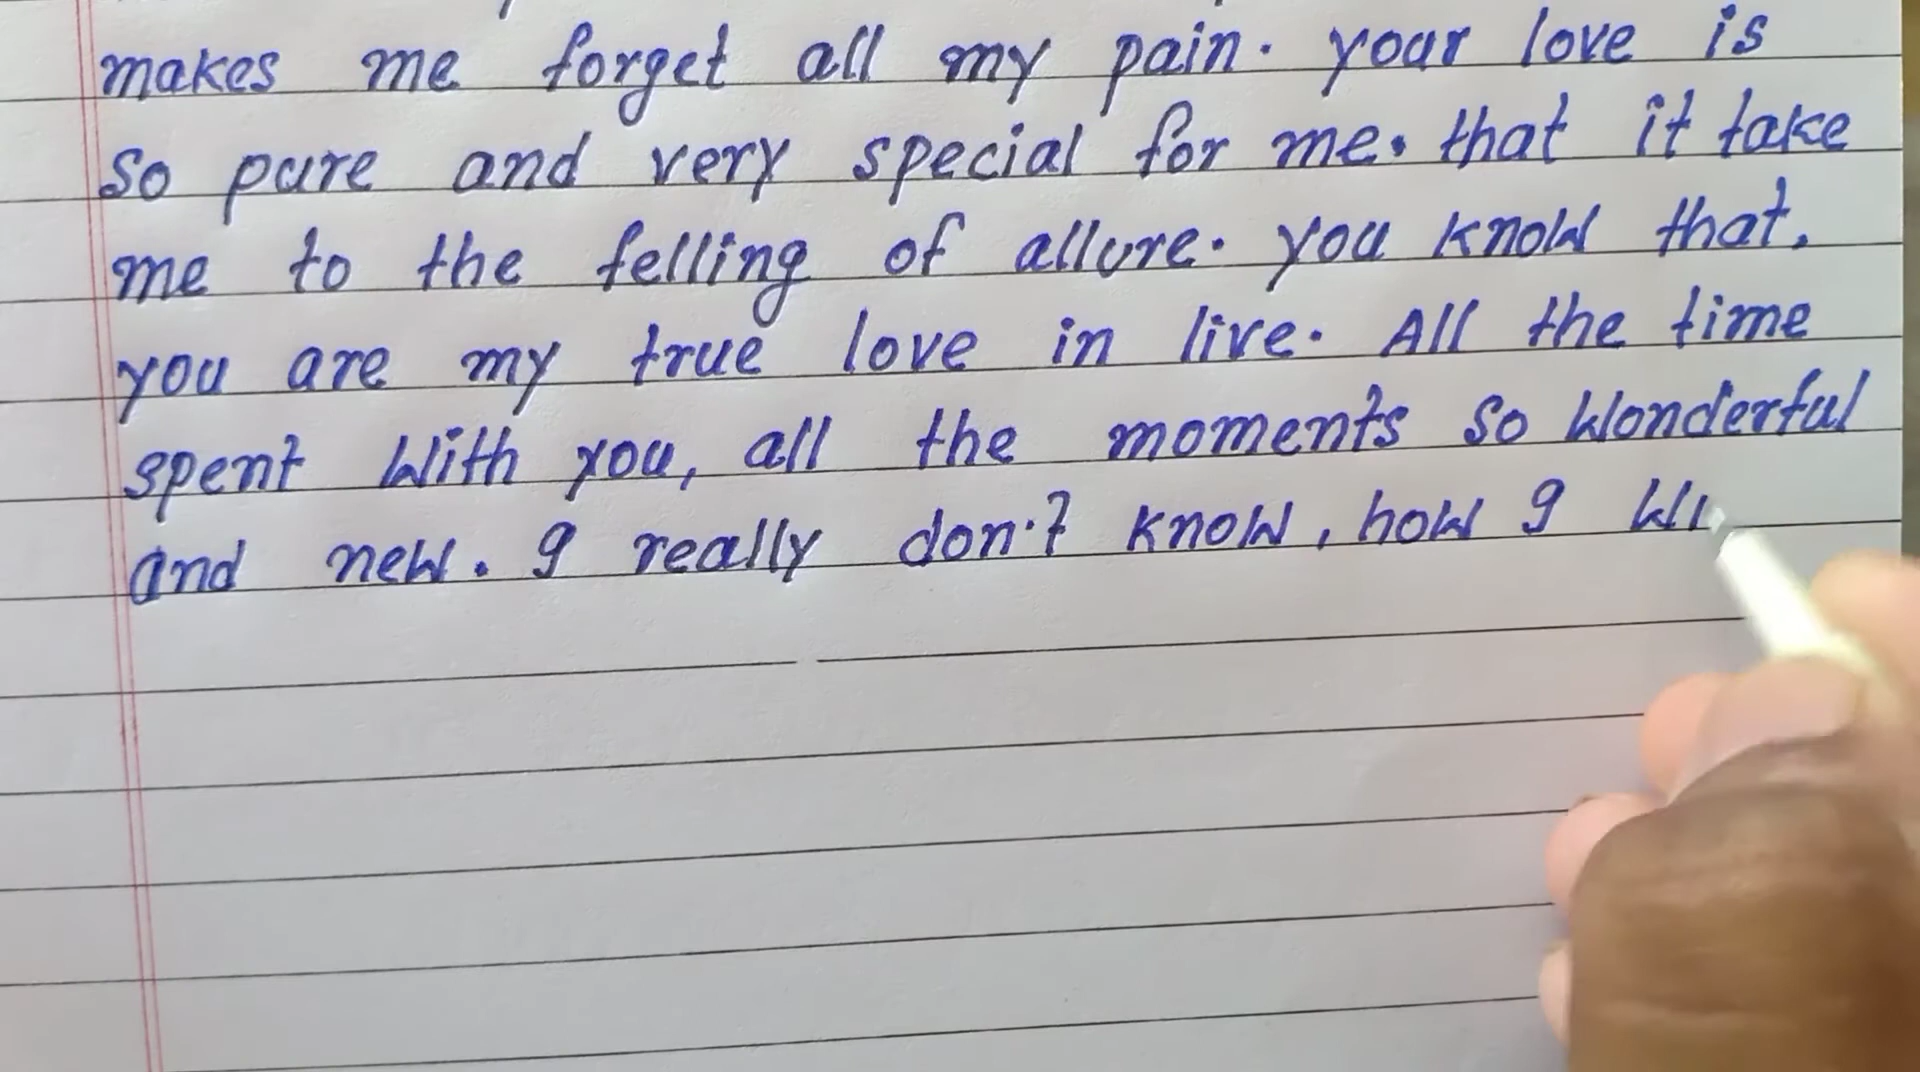 makes me forget all my pain. your love is
so pure and very special for me. that it take
me to the felling of allure. you know that.
you are my true love in live. All the time
spent with you, all the moments so wonderful
and new. I really don't know, how I